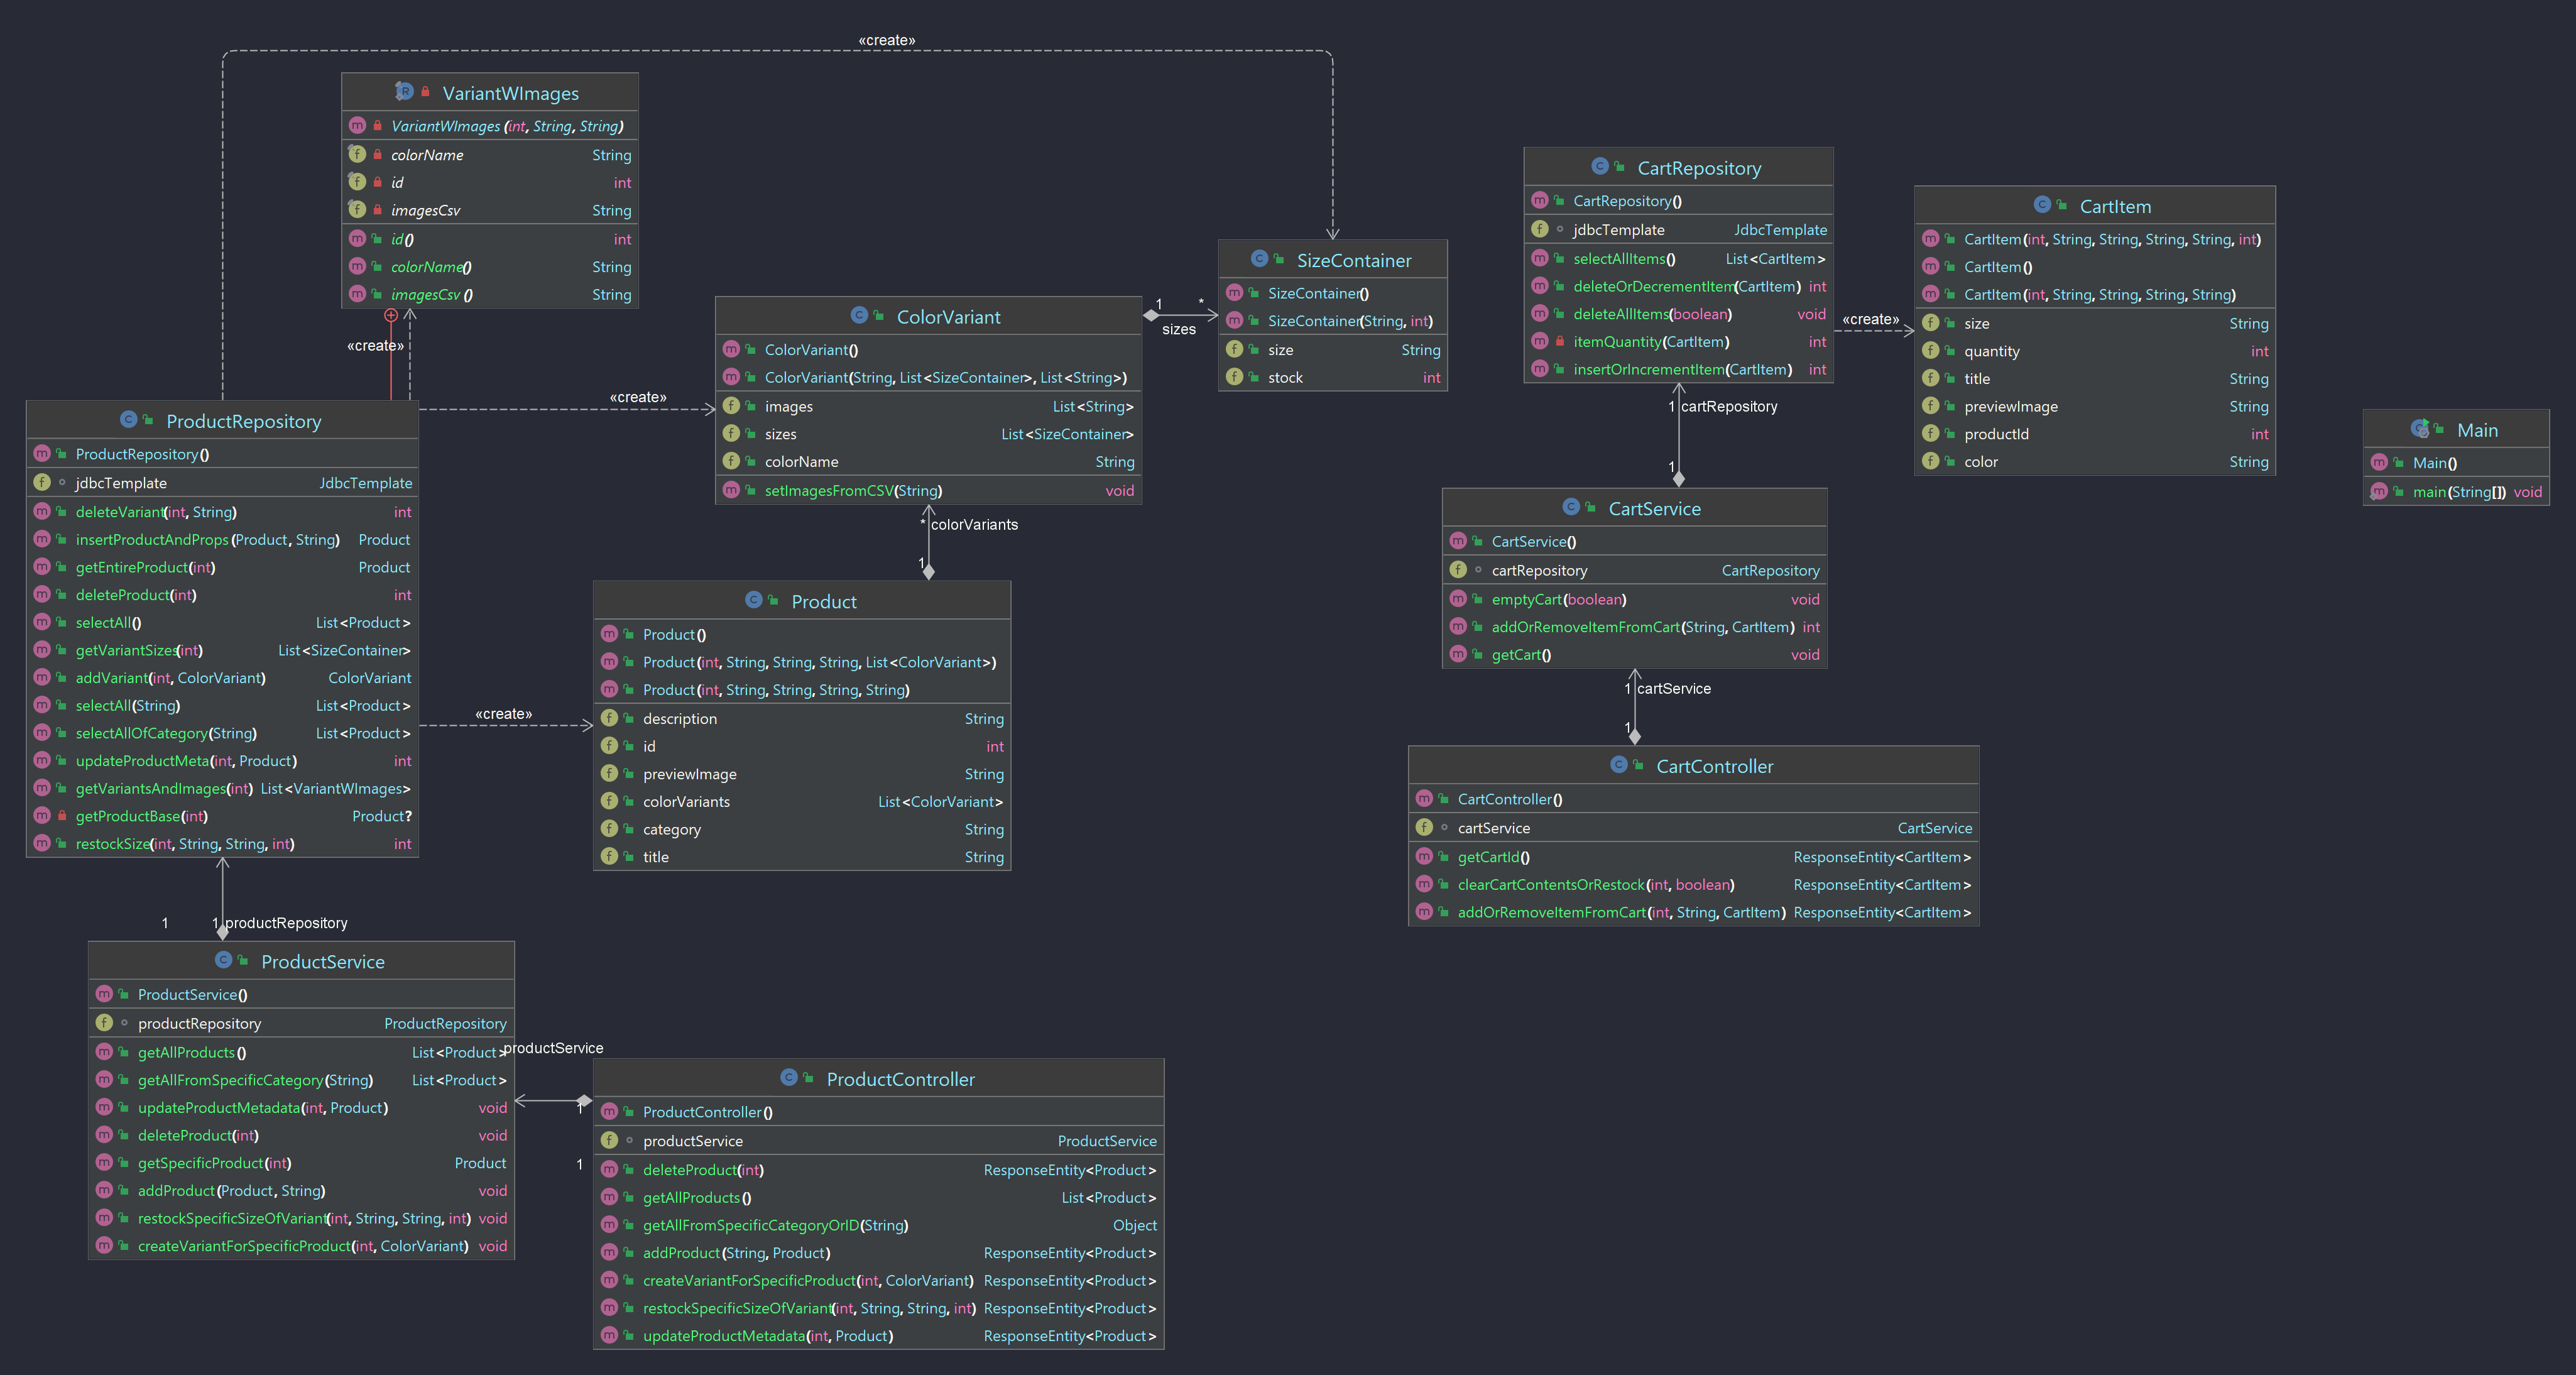 «create»
VariantWImages
VariantWImages (int, String, String)
colorName String
id int
imagesCsv String
id() int
colorName() String
imagesCsv () String
«create»
«create»
ProductRepository
ProductRepository()
jdbcTemplate JdbcTemplate
deleteVariant(int, String) int
insertProductAndProps (Product, String) Product
getEntireProduct(int) Product
deleteProduct(int) int
selectAll() List<Product>
getVariantSizes(int) List<SizeContainer>
addVariant(int, ColorVariant) ColorVariant
selectAll(String) List<Product>
selectAllOfCategory(String) List<Product>
updateProductMeta(int, Product) int
getVariantsAndImages(int) List<VariantWImages>
getProductBase(int) Product?
restockSize(int, String, String, int) int
«create»
ColorVariant
ColorVariant()
ColorVariant(String, List<SizeContainer>, List<String>)
images List<String>
sizes List<SizeContainer>
colorName String
setImagesFromCSV(String) void
1 *
sizes
SizeContainer
SizeContainer()
SizeContainer(String, int)
size String
stock int
* colorVariants
1
Product
Product()
Product(int, String, String, String, List<ColorVariant>)
Product(int, String, String, String, String)
description String
id int
previewImage String
colorVariants List<ColorVariant>
category String
title String
1 1 productRepository
ProductService
ProductService()
productRepository ProductRepository
getAllProducts() List<Product>
getAllFromSpecificCategory(String) List<Product>
updateProductMetadata(int, Product) void
deleteProduct(int) void
getSpecificProduct(int) Product
addProduct(Product, String) void
restockSpecificSizeOfVariant(int, String, String, int) void
createVariantForSpecificProduct(int, ColorVariant) void
productService
1
1
ProductController
ProductController()
productService ProductService
deleteProduct(int) ResponseEntity<Product>
getAllProducts() List<Product>
getAllFromSpecificCategoryOrID(String) Object
addProduct(String, Product) ResponseEntity<Product>
createVariantForSpecificProduct(int, ColorVariant) ResponseEntity<Product>
restockSpecificSizeOfVariant(int, String, String, int) ResponseEntity<Product>
updateProductMetadata(int, Product) ResponseEntity<Product>
CartRepository
CartRepository()
jdbcTemplate JdbcTemplate
selectAllItems() List<CartItem>
deleteOrDecrementItem(CartItem) int
deleteAllItems(boolean) void
itemQuantity(CartItem) int
insertOrIncrementItem(CartItem) int
«create»
CartItem
CartItem(int, String, String, String, String, int)
CartItem()
CartItem(int, String, String, String, String)
size String
quantity int
title String
previewImage String
productId int
color String
1 cartRepository
1
CartService
CartService()
cartRepository CartRepository
emptyCart(boolean) void
addOrRemoveItemFromCart(String, CartItem) int
getCart() void
1 cartService
1
CartController
CartController()
cartService CartService
getCartId() ResponseEntity<CartItem>
clearCartContentsOrRestock(int, boolean) ResponseEntity<CartItem>
addOrRemoveItemFromCart(int, String, CartItem) ResponseEntity<CartItem>
Main
Main()
main(String[]) void